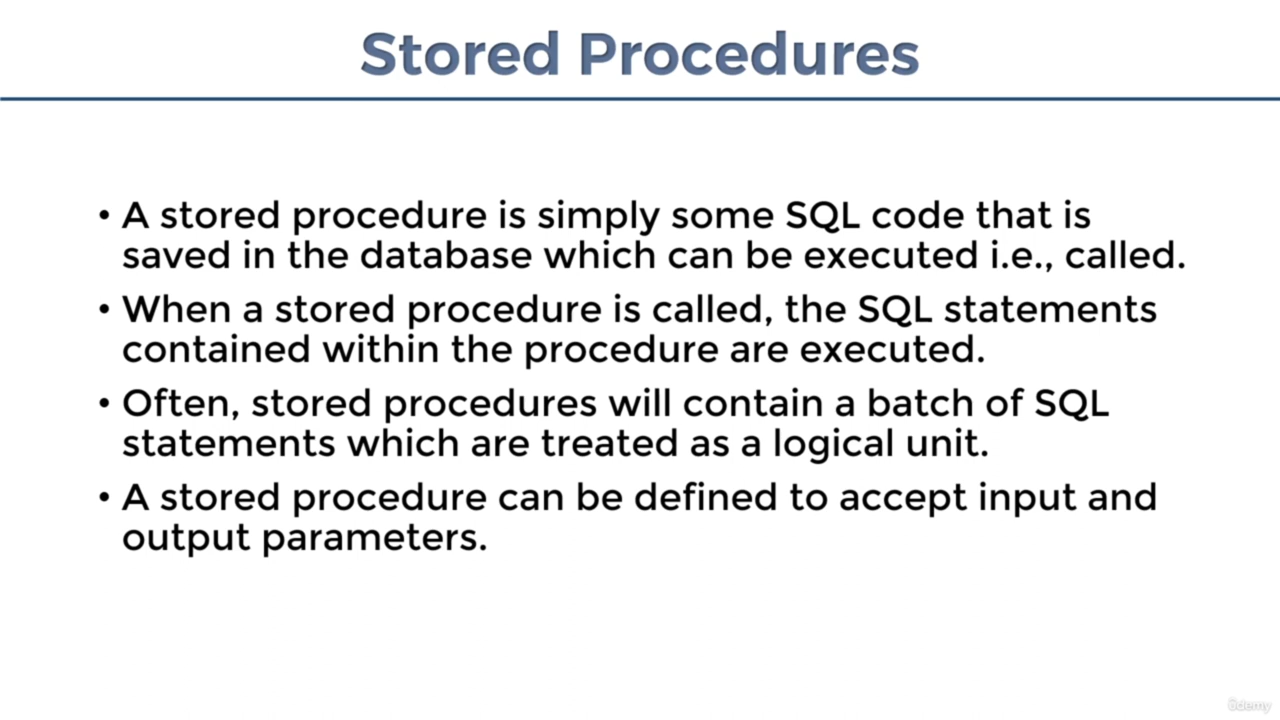 Stored Procedures
• A stored procedure is simply some SQL code that is
saved in the database which can be executed i.e., called.
• When a stored procedure is called, the SQL statements
contained within the procedure are executed.
• Often, stored procedures will contain a batch of SQL
statements which are treated as a logical unit.
• A stored procedure can be defined to accept input and
output parameters.
ûdemy